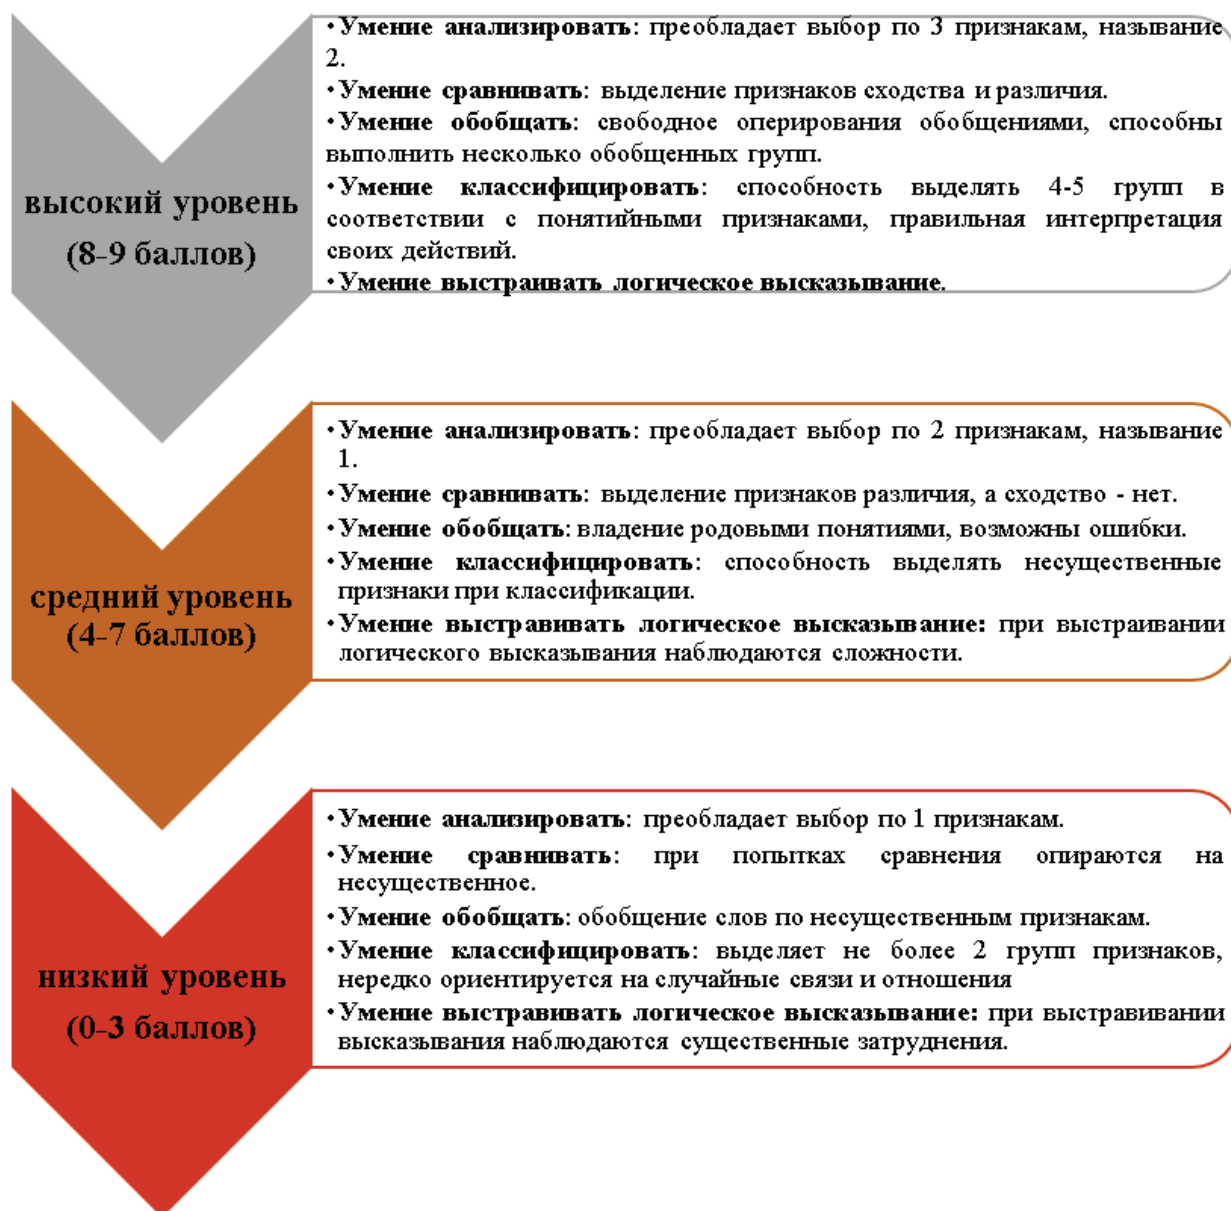 • Умение анализировать: преобладает выбор по 3 признакам, называние
2.
• Умение сравнивать: выделение признаков сходства и различия.
• Умение обобщать: свободное оперирования обобщениями, способны
выполнить несколько обобщенных групп.
• Умение классифицировать: способность выделять 4-5 групп в
соответствии с понятийными признаками, правильная интерпретация
своих действий.
• Умение выстраивать логическое высказывание.
высокий уровень
(8-9 баллов)
• Умение анализировать: преобладает выбор по 2 признакам, называние
1.
• Умение сравнивать: выделение признаков различия, а сходство - нет.
• Умение обобщать: владение родовыми понятиями, возможны ошибки.
• Умение классифицировать: способность выделять несущественные
признаки при классификации.
• Умение выстравивать логическое высказывание: при выстраивании
логического высказывания наблюдаются сложности.
средний уровень
(4-7 баллов)
• Умение анализировать: преобладает выбор по 1 признакам.
• Умение сравнивать: при попытках сравнения опираются на
несущественное.
• Умение обобщать: обобщение слов по несущественным признакам.
• Умение классифицировать: выделяет не более 2 групп признаков,
нередко ориентируется на случайные связи и отношения
• Умение выстравивать логическое высказывание: при выстравивании
высказывания наблюдаются существенные затруднения.
низкий уровень
(0-3 баллов)